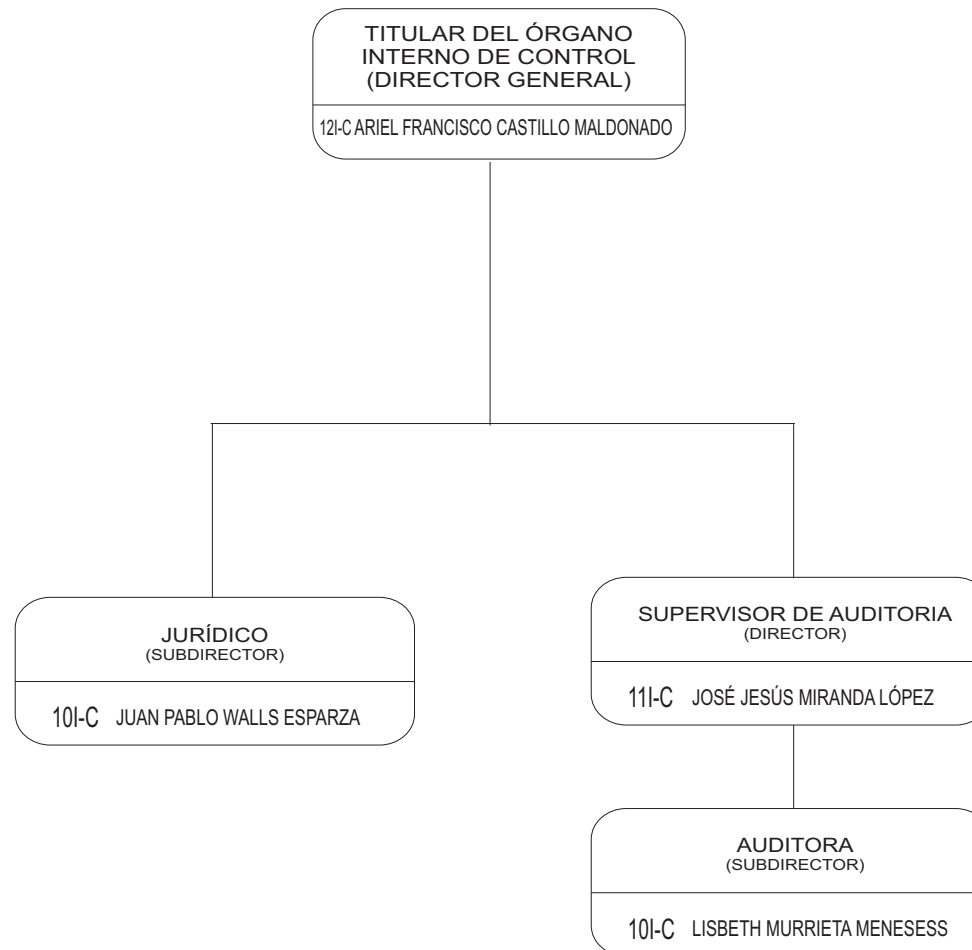 TITULAR DEL ÓRGANO
INTERNO DE CONTROL
(DIRECTOR GENERAL)
12I-C ARIEL FRANCISCO CASTILLO MALDONADO
JURÍDICO
(SUBDIRECTOR)
10I-C JUAN PABLO WALLS ESPARZA
SUPERVISOR DE AUDITORIA
(DIRECTOR)
11I-C JOSÉ JESÚS MIRANDA LÓPEZ
AUDITORA
(SUBDIRECTOR)
10I-C LISBETH MURRIETA MENESESS